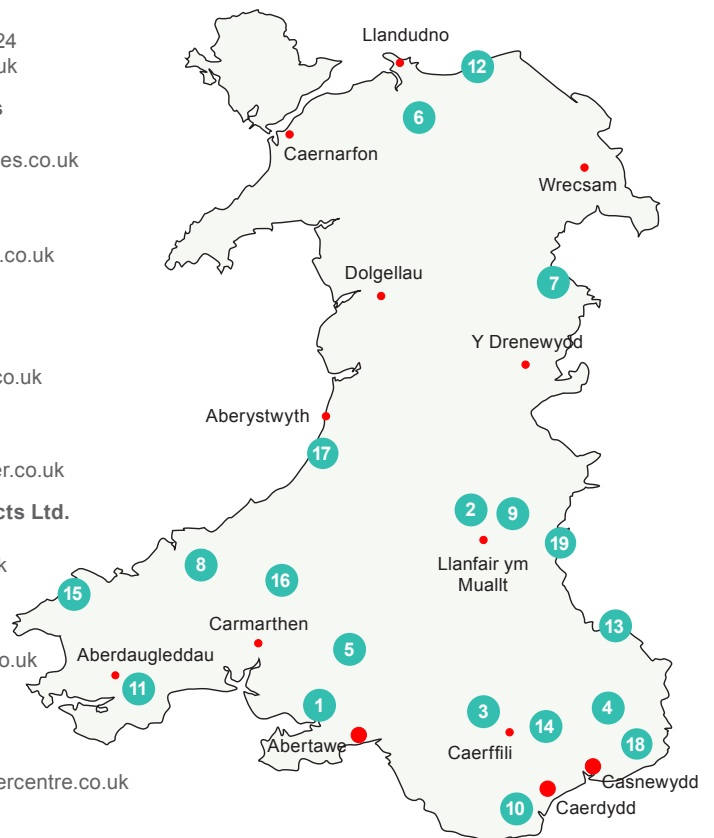 24
uk
s
es.co.uk
.co.uk
co.uk
er.co.uk
cts Ltd.
k
o.uk
ercentre.co.uk
Llandudno
12
6
Caernarfon
Wrecsam
7
Dolgellau
Y Drenewydd
Aberystwyth
17
2
9
19
Llanfair ym
Muallt
8
16
15
13
Carmarthen
5
Aberdaugleddau
11
1
3
4
14
18
Abertawe
Caerffili
Casnewydd
Caerdydd
10